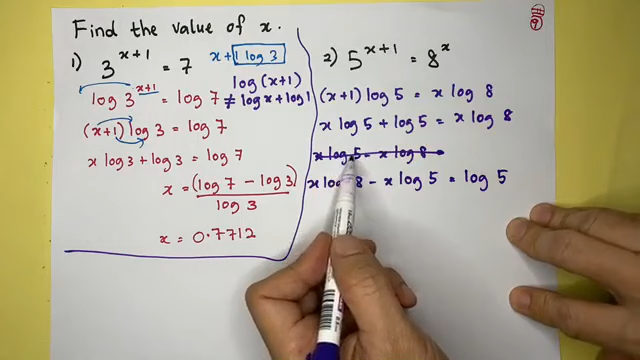 Find the value of x.
1) 3^(x+1) = 7
x+1 log 3
log 3^(x+1) = log 7
log (x+1)
≠ log x + log 1
(x+1) log 3 = log 7
x log 3 + log 3 = log 7
x = (log 7 - log 3) / log 3
x = 0.7712
2) 5^(x+1) = 8^x
(x+1) log 5 = x log 8
x log 5 + log 5 = x log 8
x log 5 - x log 8 =
x log 8 - x log 5 = log 5